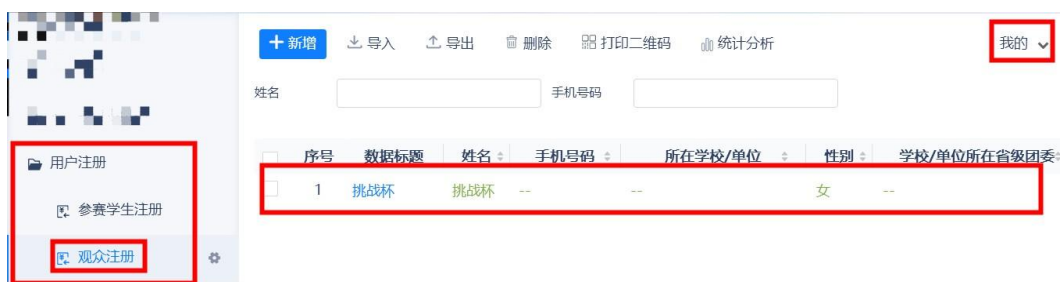 新增 导入 导出 删除 打印二维码 统计分析 我的
姓名 手机号码
序号 数据标题 姓名 手机号码 所在学校/单位 性别 学校/单位所在省级团委
1 挑战杯 挑战杯 -- -- 女 --
用户注册
参赛学生注册
观众注册